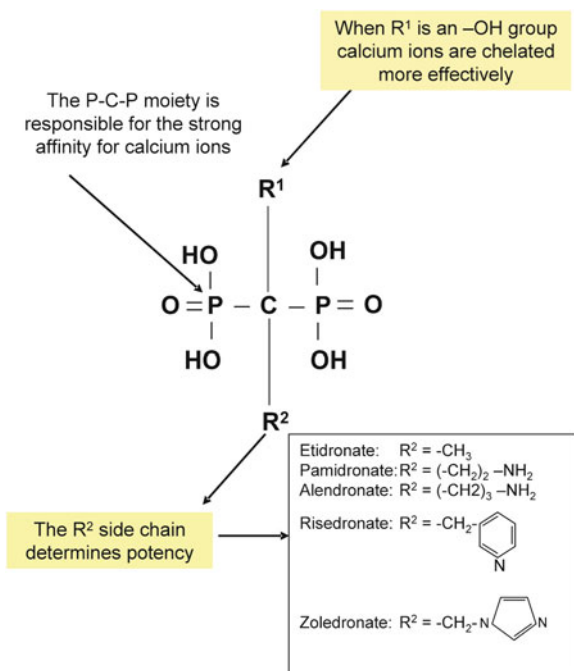 When R¹ is an –OH group
calcium ions are chelated
more effectively
The P-C-P moiety is
responsible for the strong
affinity for calcium ions
R¹
HO OH
O=P – C – P=O
HO OH
R²
Etidronate: R² = -CH₃
Pamidronate: R² = (-CH₂)₂ –NH₂
Alendronate: R² = (-CH2)₃ –NH₂
Risedronate: R² = -CH₂-
N
Zoledronate: R² = -CH₂-N N
The R² side chain
determines potency